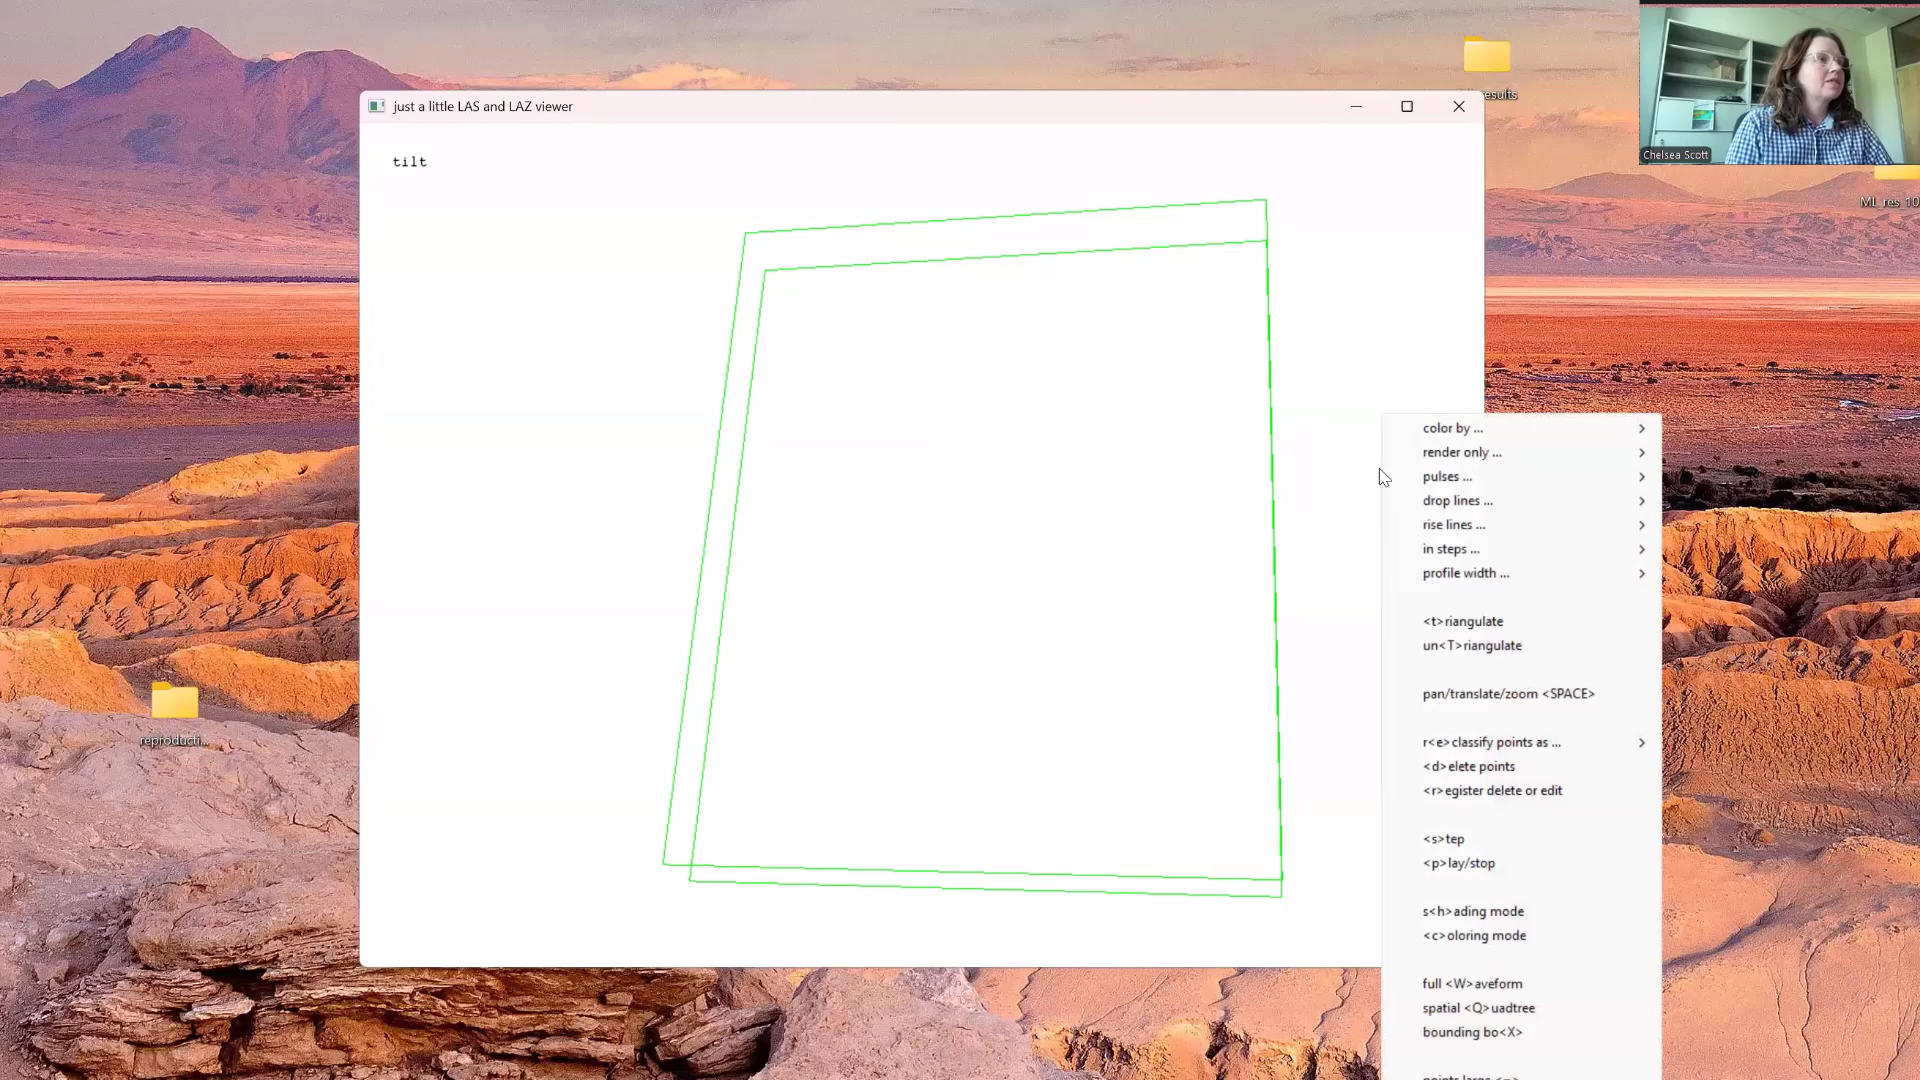 esults
Chelsea Scott
ML_res_10
just a little LAS and LAZ viewer
tilt
reproducti...
color by ...
render only ...
pulses ...
drop lines ...
rise lines ...
in steps ...
profile width ...
<t>riangulate
un<T>riangulate
pan/translate/zoom <SPACE>
r<e>classify points as ...
<d>elete points
<r>egister delete or edit
<s>tep
<p>lay/stop
s<h>ading mode
<c>oloring mode
full <W>aveform
spatial <Q>uadtree
bounding bo<X>